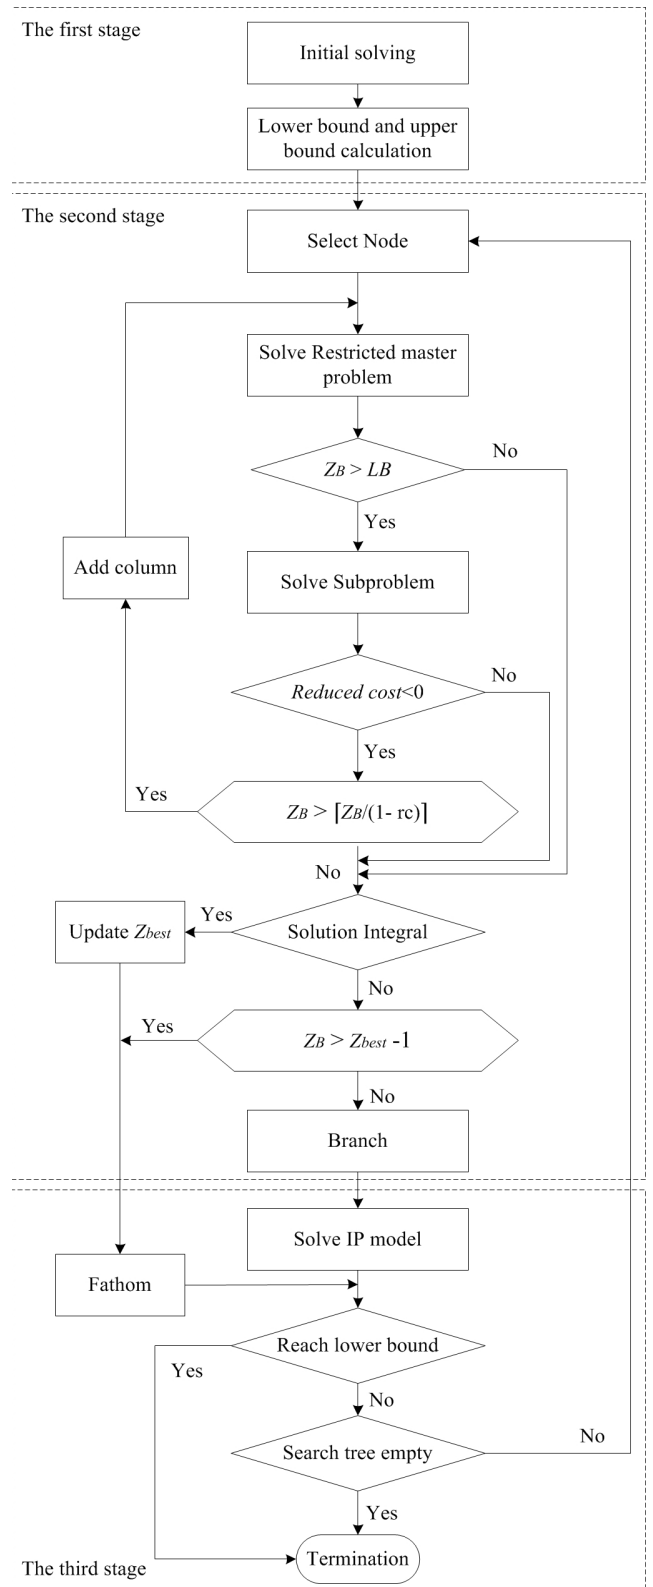 The first stage
Initial solving
Lower bound and upper
bound calculation
The second stage
Select Node
Solve Restricted master
problem
No
ZB > LB
Yes
Add column
Solve Subproblem
No
Reduced cost<0
Yes
Yes
ZB > ⌈ZB/(1- rc)⌉
No
Yes
Update Zbest
Solution Integral
No
Yes
ZB > Zbest -1
No
Branch
Solve IP model
Fathom
Reach lower bound
Yes
No
No
Search tree empty
Yes
Termination
The third stage